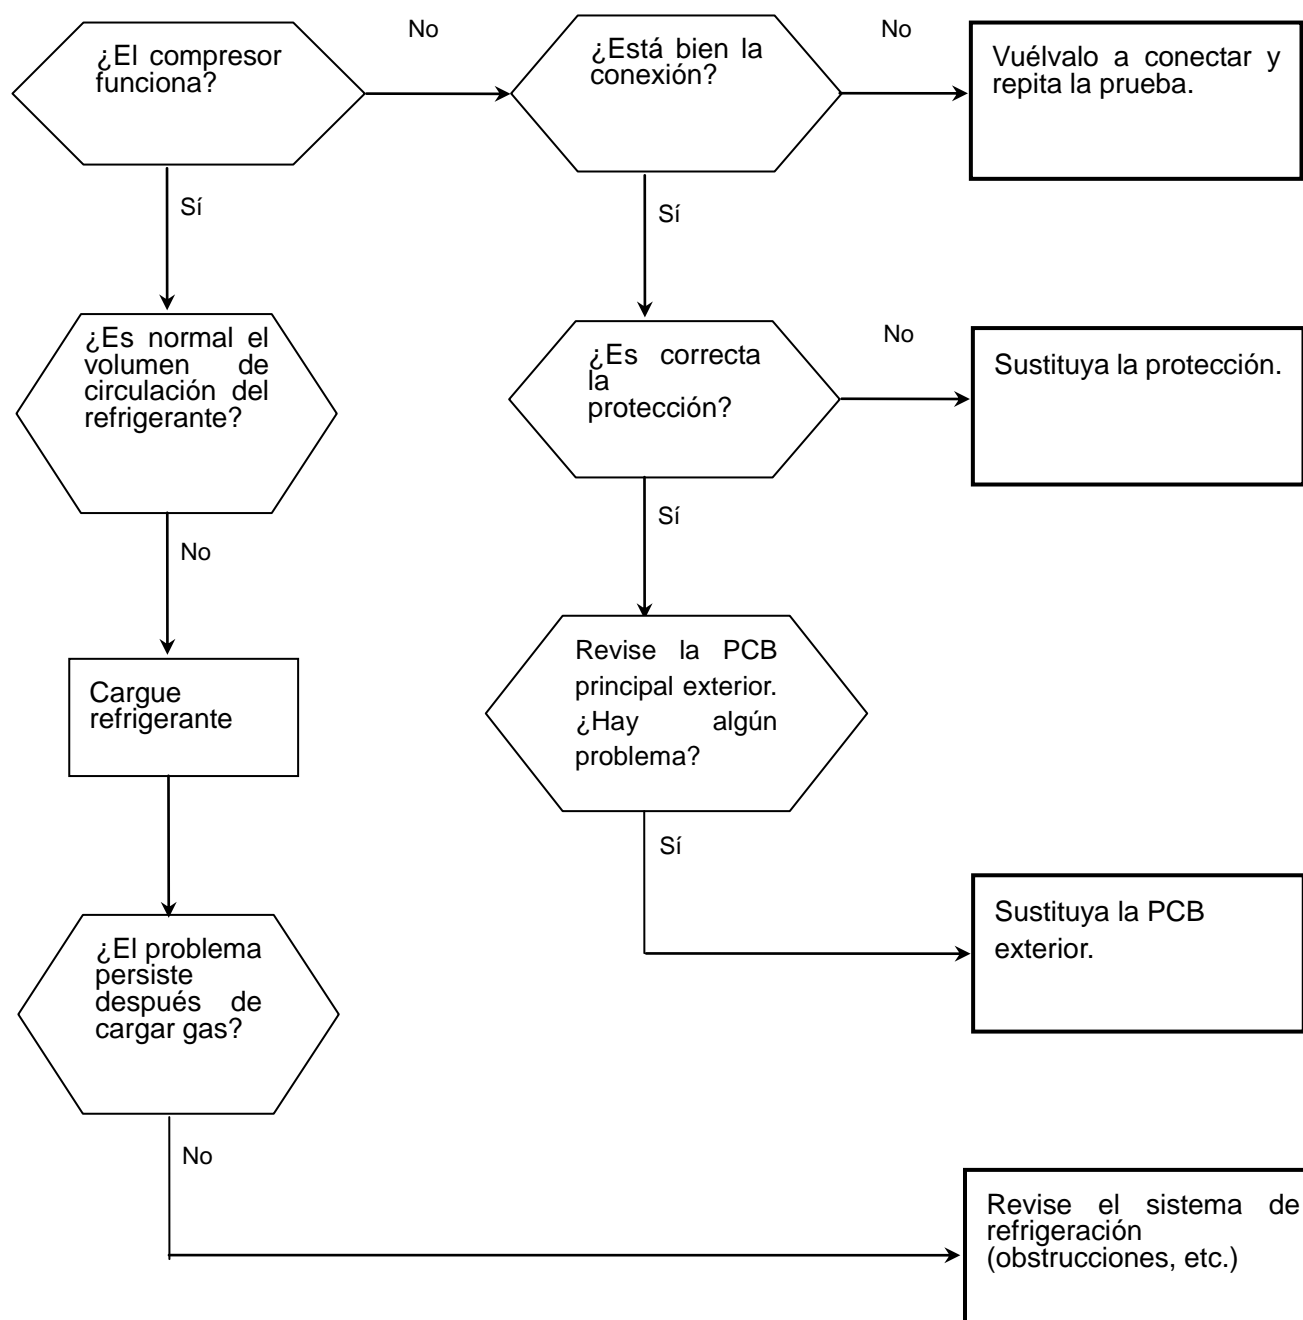 No
No
¿El compresor
funciona?
¿Está bien la
conexión?
Vuélvalo a conectar y
repita la prueba.
Sí
Sí
¿Es normal el
volumen de
circulación del
refrigerante?
¿Es correcta
la
protección?
No
Sustituya la protección.
Sí
No
Revise la PCB
principal exterior.
¿Hay algún
problema?
Cargue
refrigerante
Sí
Sustituya la PCB
exterior.
¿El problema
persiste
después de
cargar gas?
No
Revise el sistema de
refrigeración
(obstrucciones, etc.)